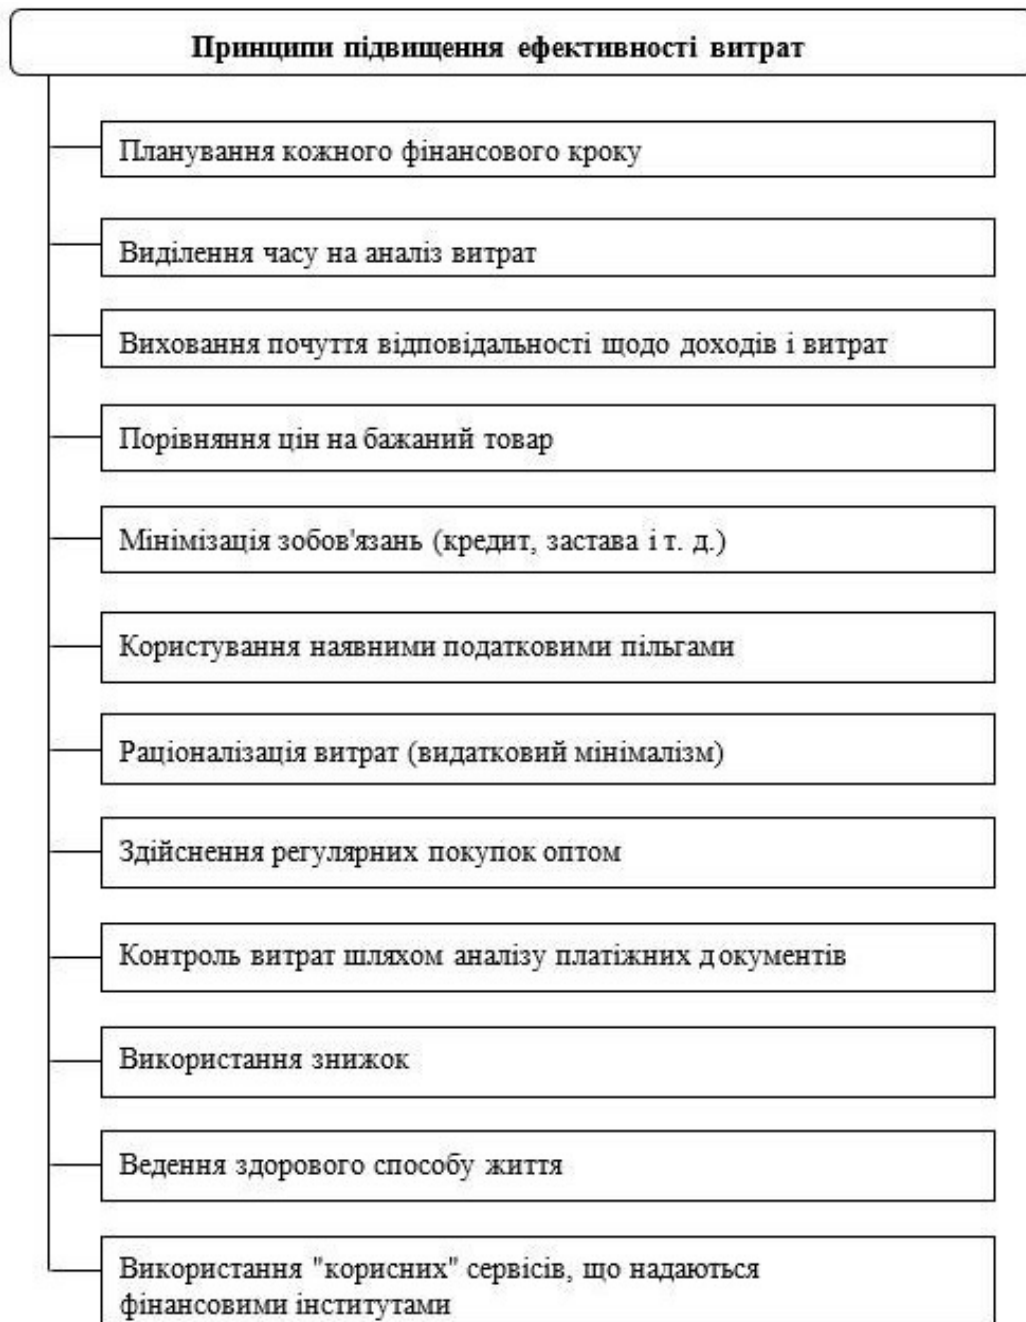 Принципи підвищення ефективності витрат
Планування кожного фінансового кроку
Виділення часу на аналіз витрат
Виховання почуття відповідальності щодо доходів і витрат
Порівняння цін на бажаний товар
Мінімізація зобов'язань (кредит, застава і т. д.)
Користування наявними податковими пільгами
Раціоналізація витрат (видатковий мінімалізм)
Здійснення регулярних покупок оптом
Контроль витрат шляхом аналізу платіжних документів
Використання знижок
Ведення здорового способу життя
Використання "корисних" сервісів, що надаються
фінансовими інститутами